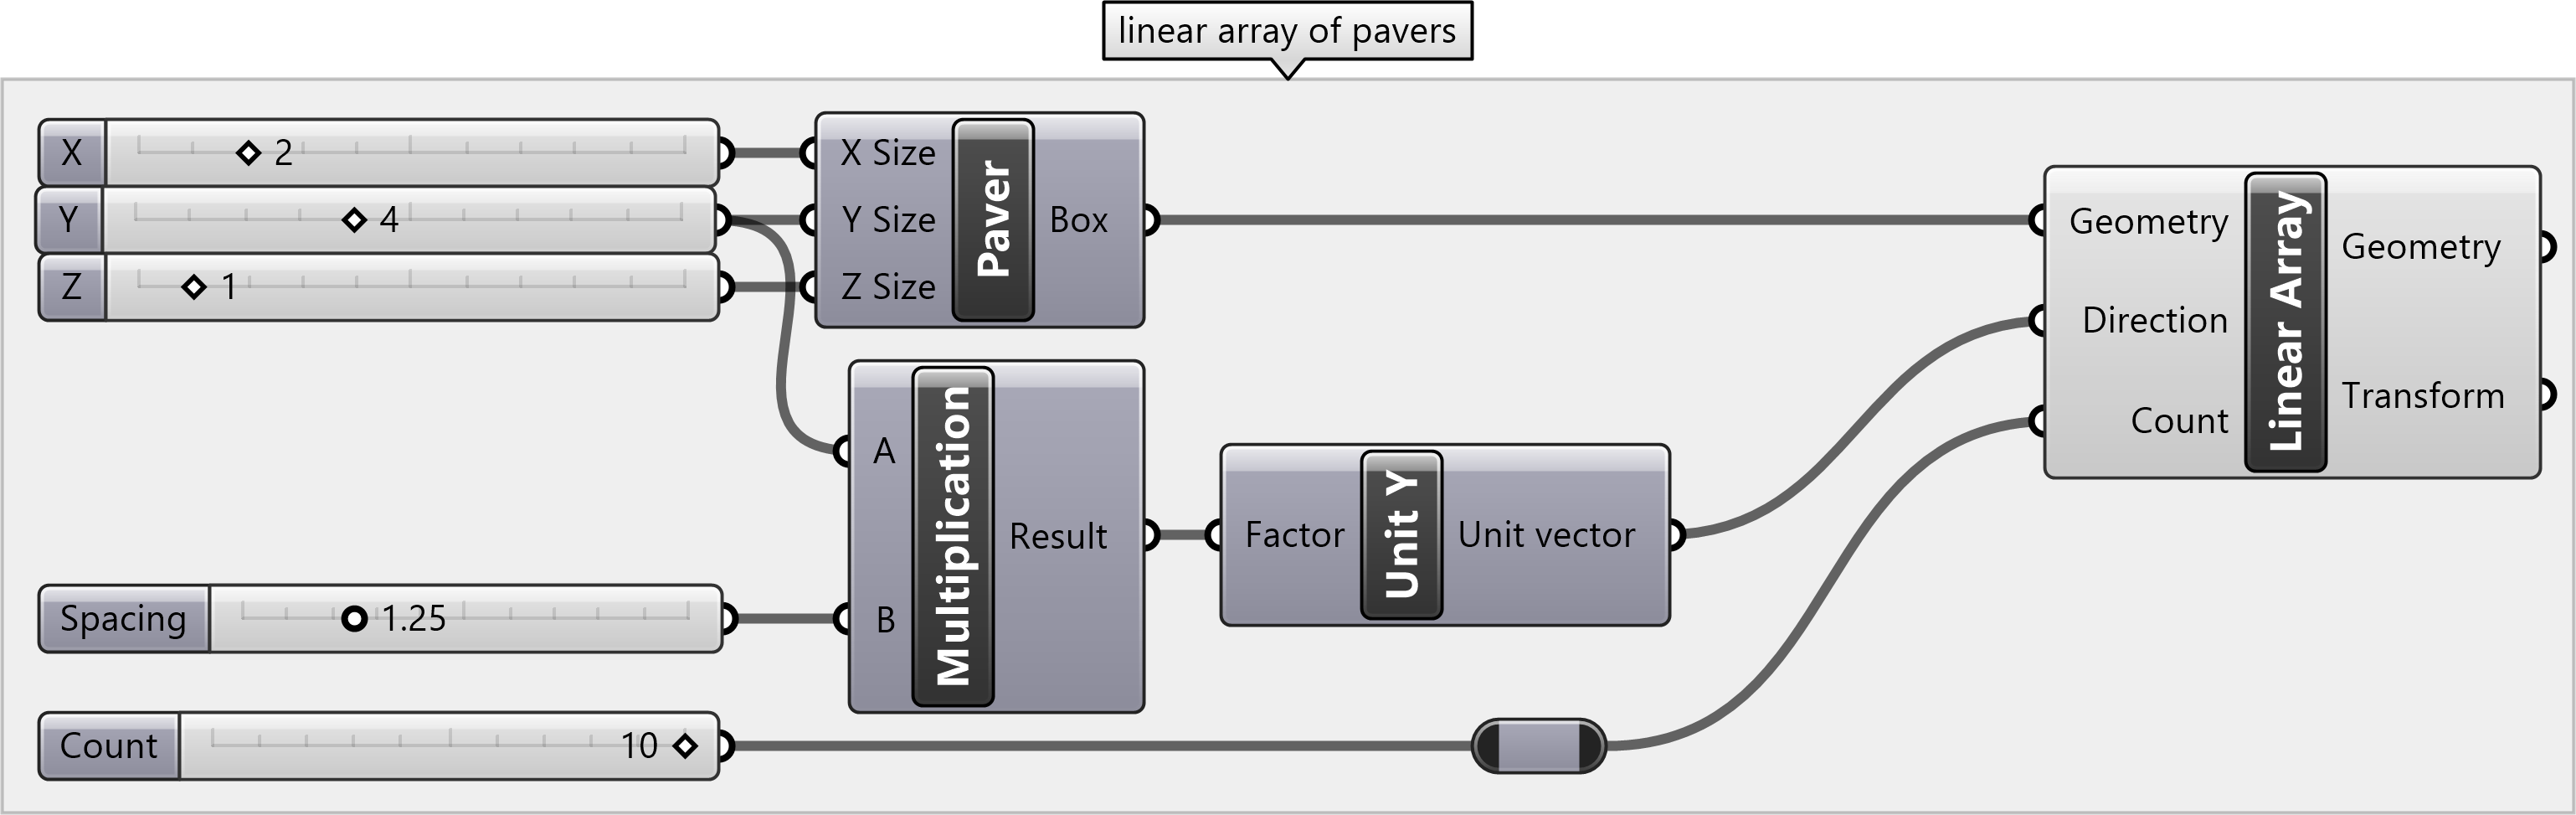 linear array of pavers
X 2
Y 4
Z 1
X Size
Y Size
Z Size
Paver
Box
Geometry
Direction
Count
Linear Array
Geometry
Transform
A
B
Multiplication
Result
Factor
Unit Y
Unit vector
Spacing 1.25
Count 10